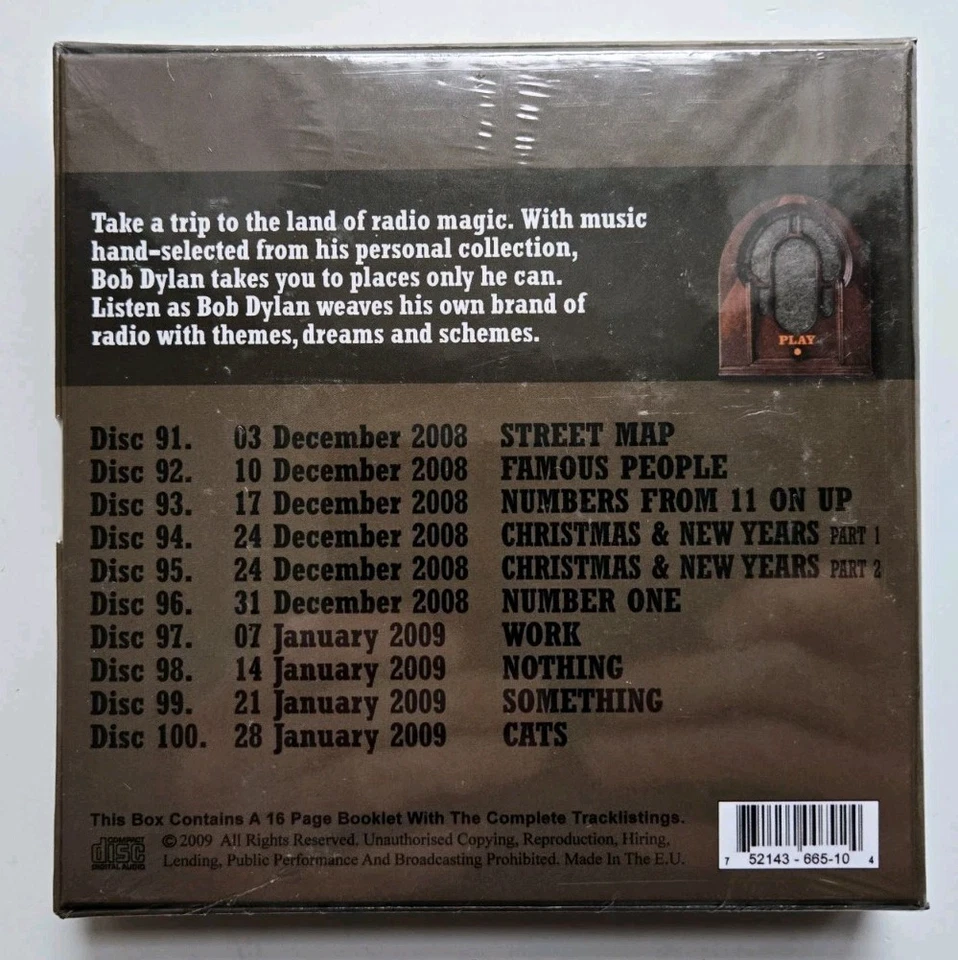 Take a trip to the land of radio magic. With music
hand-selected from his personal collection,
Bob Dylan takes you to places only he can.
Listen as Bob Dylan weaves his own brand of
radio with themes, dreams and schemes.
PLAY
Disc 91. 03 December 2008 STREET MAP
Disc 92. 10 December 2008 FAMOUS PEOPLE
Disc 93. 17 December 2008 NUMBERS FROM 11 ON UP
Disc 94. 24 December 2008 CHRISTMAS & NEW YEARS PART 1
Disc 95. 24 December 2008 CHRISTMAS & NEW YEARS PART 2
Disc 96. 31 December 2008 NUMBER ONE
Disc 97. 07 January 2009 WORK
Disc 98. 14 January 2009 NOTHING
Disc 99. 21 January 2009 SOMETHING
Disc 100. 28 January 2009 CATS
This Box Contains A 16 Page Booklet With The Complete Tracklistings.
COMPACT
disc
DIGITAL AUDIO
©2009 All Rights Reserved. Unauthorised Copying, Reproduction, Hiring,
Lending, Public Performance And Broadcasting Prohibited. Made In The E.U.
7 52143-665-10 4